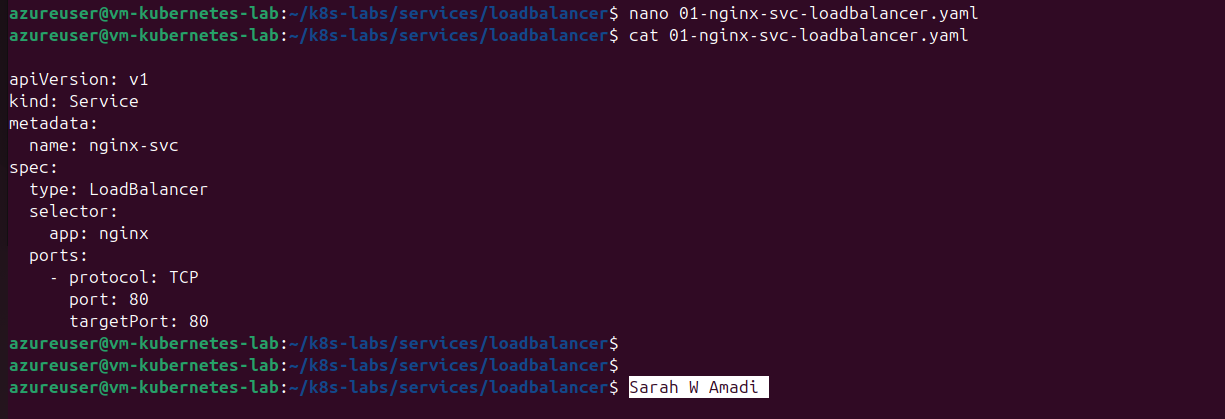 azureuser@vm-kubernetes-lab:~/k8s-labs/services/loadbalancer$ nano 01-nginx-svc-loadbalancer.yaml
azureuser@vm-kubernetes-lab:~/k8s-labs/services/loadbalancer$ cat 01-nginx-svc-loadbalancer.yaml

apiVersion: v1
kind: Service
metadata:
  name: nginx-svc
spec:
  type: LoadBalancer
  selector:
    app: nginx
  ports:
    - protocol: TCP
      port: 80
      targetPort: 80
azureuser@vm-kubernetes-lab:~/k8s-labs/services/loadbalancer$
azureuser@vm-kubernetes-lab:~/k8s-labs/services/loadbalancer$
azureuser@vm-kubernetes-lab:~/k8s-labs/services/loadbalancer$ Sarah W Amadi